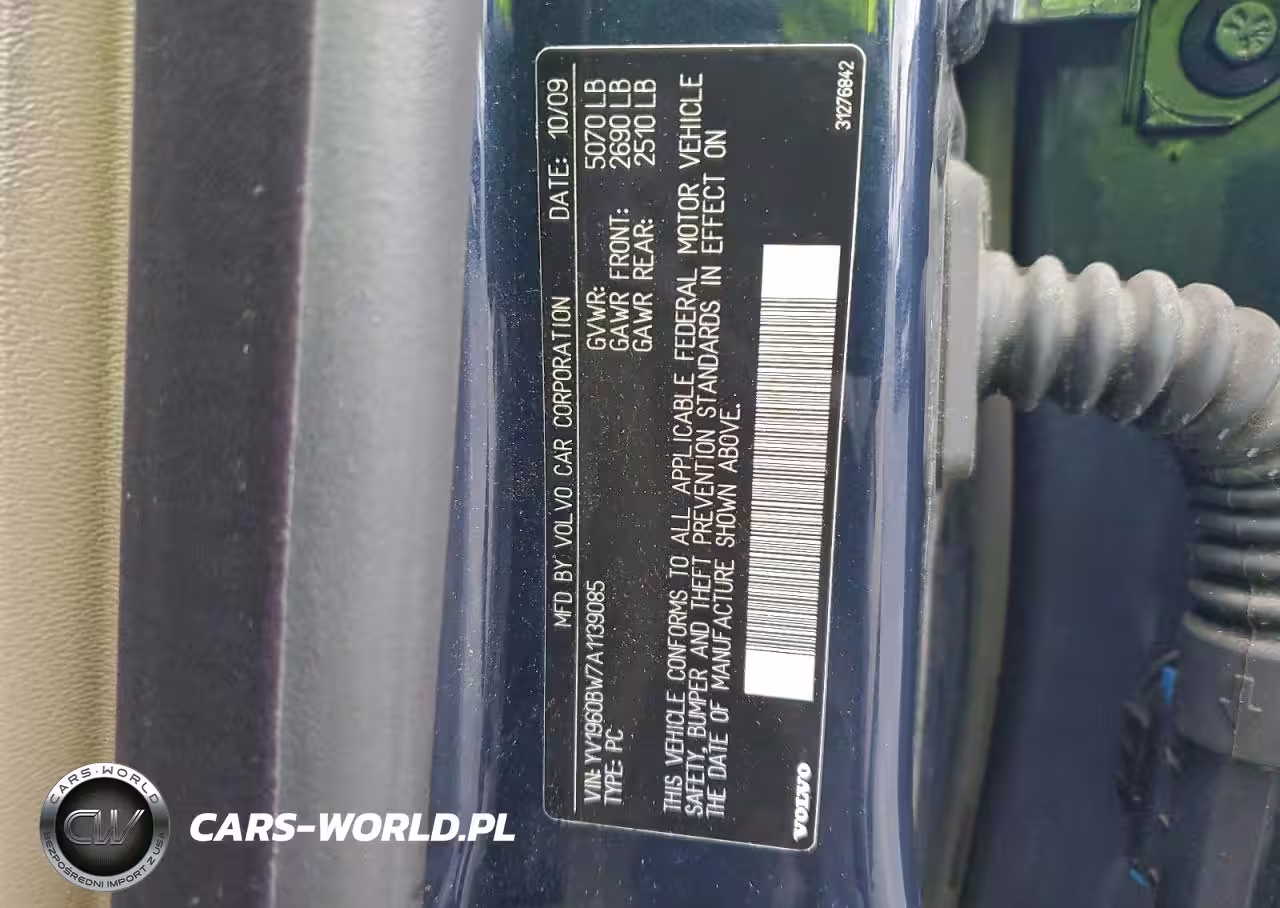 MFD BY VOLVO CAR CORPORATION DATE: 10/09
VIN: YV1960BW7A1139085 GVWR: 5070 LB
TYPE: PC GAWR FRONT: 2690 LB
GAWR REAR: 2510 LB
THIS VEHICLE CONFORMS TO ALL APPLICABLE FEDERAL MOTOR VEHICLE
SAFETY, BUMPER AND THEFT PREVENTION STANDARDS IN EFFECT ON
THE DATE OF MANUFACTURE SHOWN ABOVE.
VOLVO 31276842
CARS-WORLD
CW
BEZPOŚREDNI IMPORT Z USA
CARS-WORLD.PL